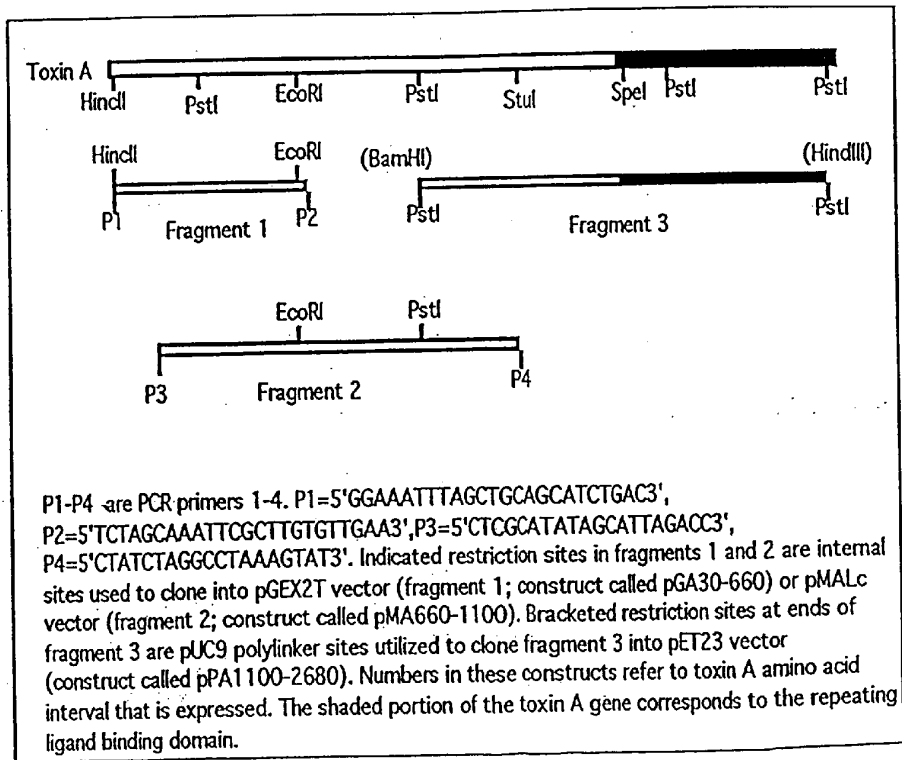 Toxin A
HincII PstI EcoRI PstI StuI SpeI PstI PstI
HincII EcoRI (BamHI) (HindIII)
P1 Fragment 1 P2 PstI Fragment 3 PstI
EcoRI PstI
P3 Fragment 2 P4
P1-P4 are PCR primers 1-4. P1=5'GGAAATTTAGCTGCAGCATCTGAC3',
P2=5'TCTAGCAAATTCGCTTGTGTTGAA3',P3=5'CTCGCATATAGCATTAGACC3',
P4=5'CTATCTAGGCCTAAAGTAT3'. Indicated restriction sites in fragments 1 and 2 are internal
sites used to clone into pGEX2T vector (fragment 1; construct called pGA30-660) or pMALc
vector (fragment 2; construct called pMA660-1100). Bracketed restriction sites at ends of
fragment 3 are pUC9 polylinker sites utilized to clone fragment 3 into pET23 vector
(construct called pPA1100-2680). Numbers in these constructs refer to toxin A amino acid
interval that is expressed. The shaded portion of the toxin A gene corresponds to the repeating
ligand binding domain.